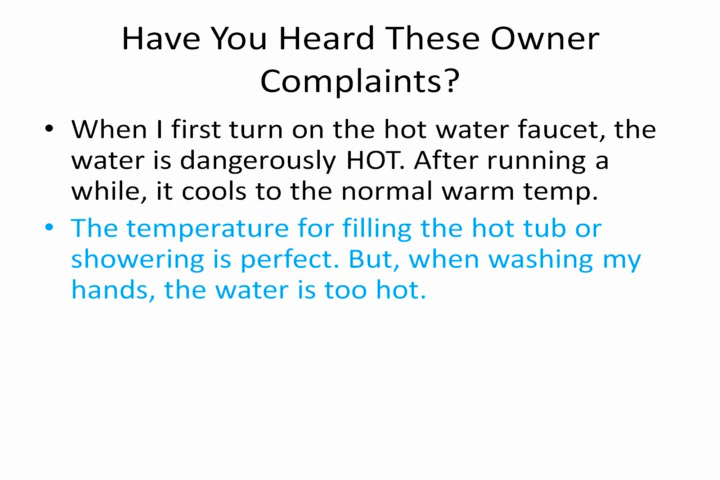 Have You Heard These Owner
Complaints?
• When I first turn on the hot water faucet, the
water is dangerously HOT. After running a
while, it cools to the normal warm temp.
• The temperature for filling the hot tub or
showering is perfect. But, when washing my
hands, the water is too hot.